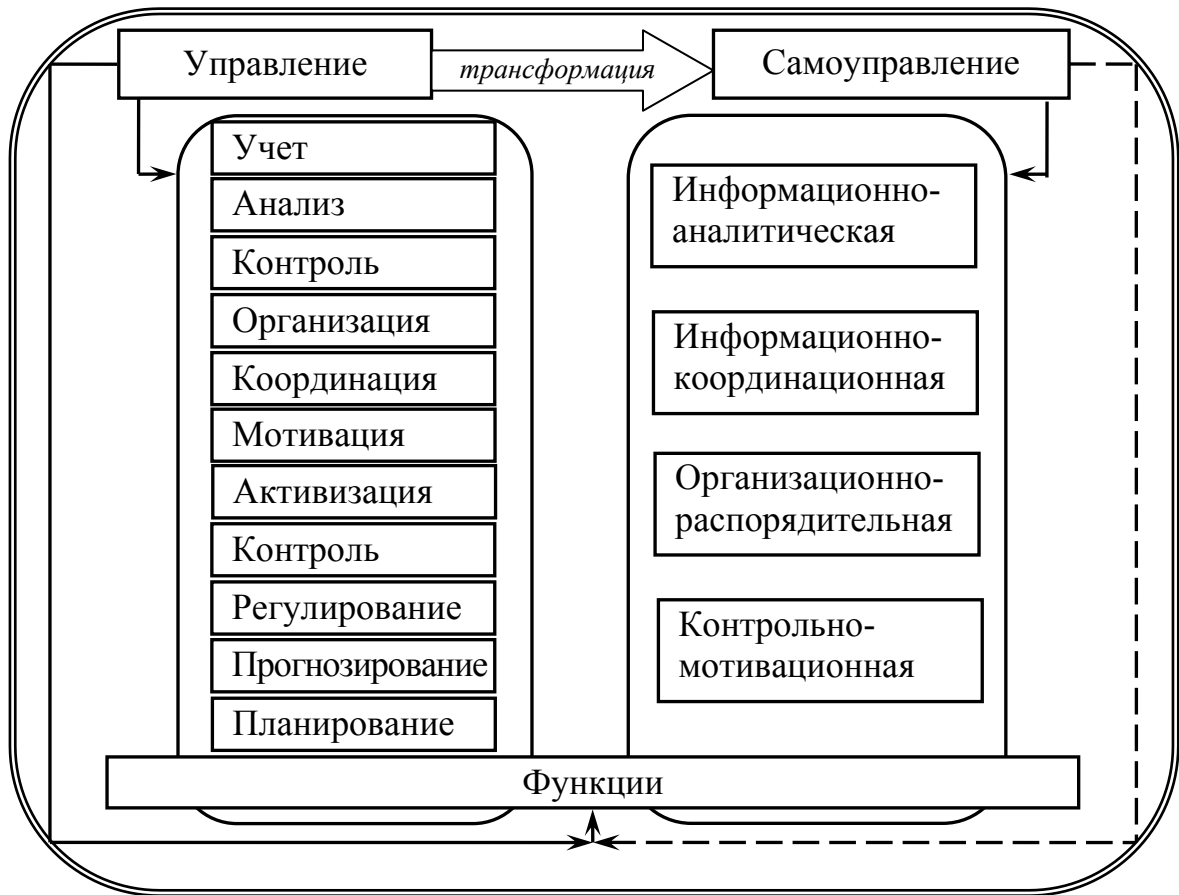 Управление
трансформация
Самоуправление
Учет
Анализ
Контроль
Организация
Координация
Мотивация
Активизация
Контроль
Регулирование
Прогнозирование
Планирование
Информационно-
аналитическая
Информационно-
координационная
Организационно-
распорядительная
Контрольно-
мотивационная
Функции